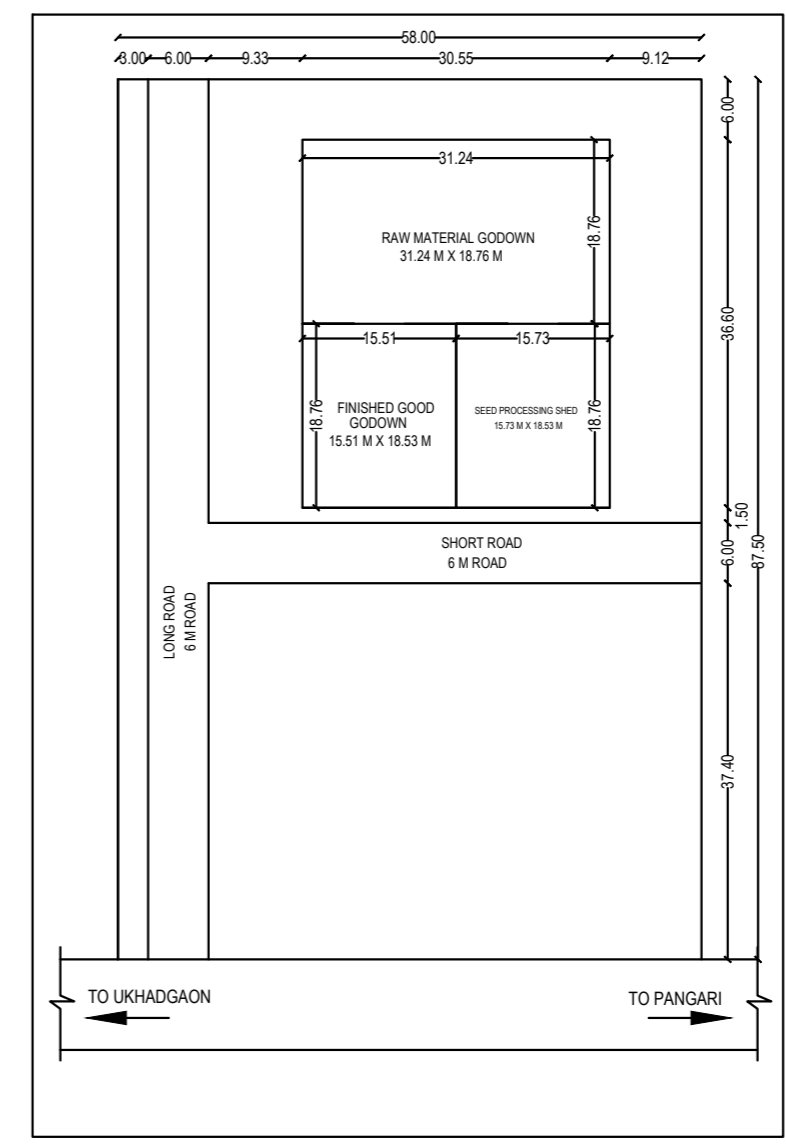 58.00
3.00
6.00
9.33
30.55
9.12
6.00
31.24
18.76
RAW MATERIAL GODOWN
31.24 M X 18.76 M
36.60
15.51
15.73
18.76
FINISHED GOOD
GODOWN
15.51 M X 18.53 M
SEED PROCESSING SHED
15.73 M X 18.53 M
18.76
1.50
SHORT ROAD
6 M ROAD
6.00
87.50
LONG ROAD
6 M ROAD
37.40
TO UKHADGAON
TO PANGARI